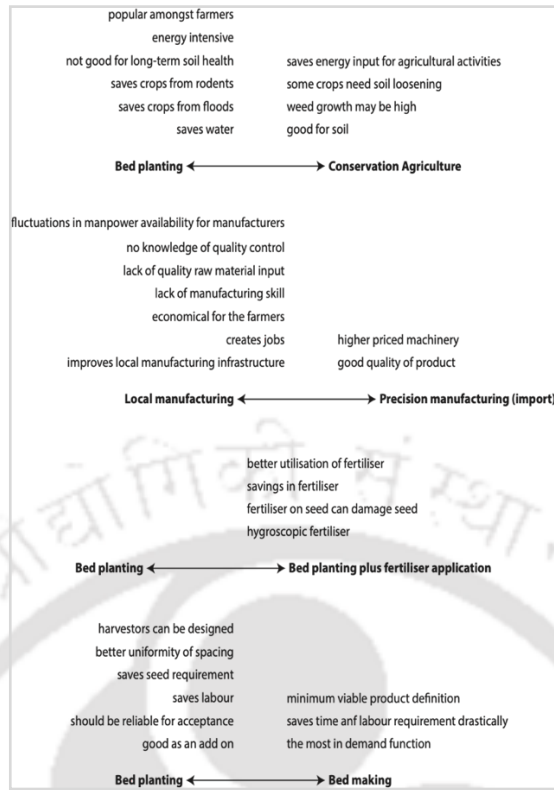 popular amongst farmers
energy intensive
not good for long-term soil health saves energy input for agricultural activities
saves crops from rodents some crops need soil loosening
saves crops from floods weed growth may be high
saves water good for soil
Bed planting Conservation Agriculture
fluctuations in manpower availability for manufacturers
no knowledge of quality control
lack of quality raw material input
lack of manufacturing skill
economical for the farmers
creates jobs higher priced machinery
improves local manufacturing infrastructure good quality of product
Local manufacturing Precision manufacturing (import)
better utilisation of fertiliser
savings in fertiliser
fertiliser on seed can damage seed
hygroscopic fertiliser
Bed planting Bed planting plus fertiliser application
harvestors can be designed
better uniformity of spacing
saves seed requirement
saves labour minimum viable product definition
should be reliable for acceptance saves time anf labour requirement drastically
good as an add on the most in demand function
Bed planting Bed making